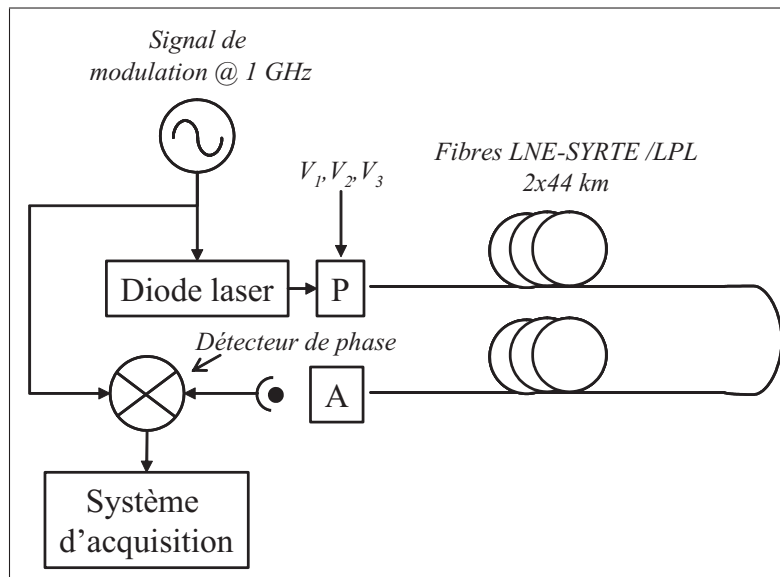 Signal de
modulation @ 1 GHz
Fibres LNE-SYRTE /LPL
2x44 km
V₁,V₂,V₃
Diode laser
P
Détecteur de phase
A
Système
d'acquisition